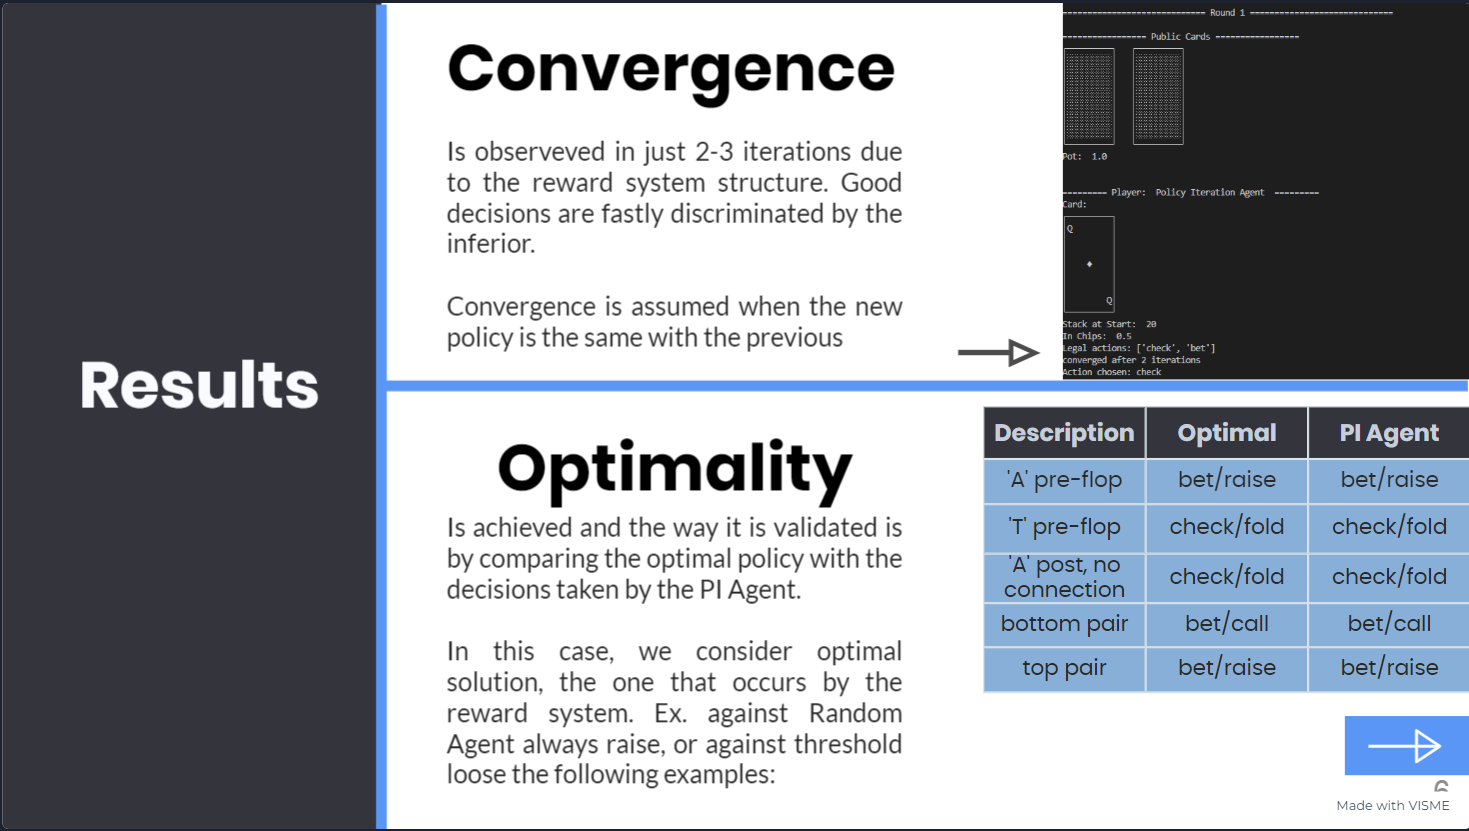 Results
Convergence
Is observeved in just 2-3 iterations due
to the reward system structure. Good
decisions are fastly discriminated by the
inferior.
Convergence is assumed when the new
policy is the same with the previous
---------------------------- Round 1 ----------------------------
----------------- Public Cards -----------------
Pot:  1.0
--------- Player:  Policy Iteration Agent  ---------
Card:
Q
♦
Q
Stack at Start:  20
In Chips:  0.5
Legal actions: ['check', 'bet']
converged after 2 iterations
Action chosen: check
Optimality
Is achieved and the way it is validated is
by comparing the optimal policy with the
decisions taken by the PI Agent.
In this case, we consider optimal
solution, the one that occurs by the
reward system. Ex. against Random
Agent always raise, or against threshold
loose the following examples:
Description Optimal PI Agent
'A' pre-flop bet/raise bet/raise
'T' pre-flop check/fold check/fold
'A' post, no
connection check/fold check/fold
bottom pair bet/call bet/call
top pair bet/raise bet/raise
6
Made with VISME